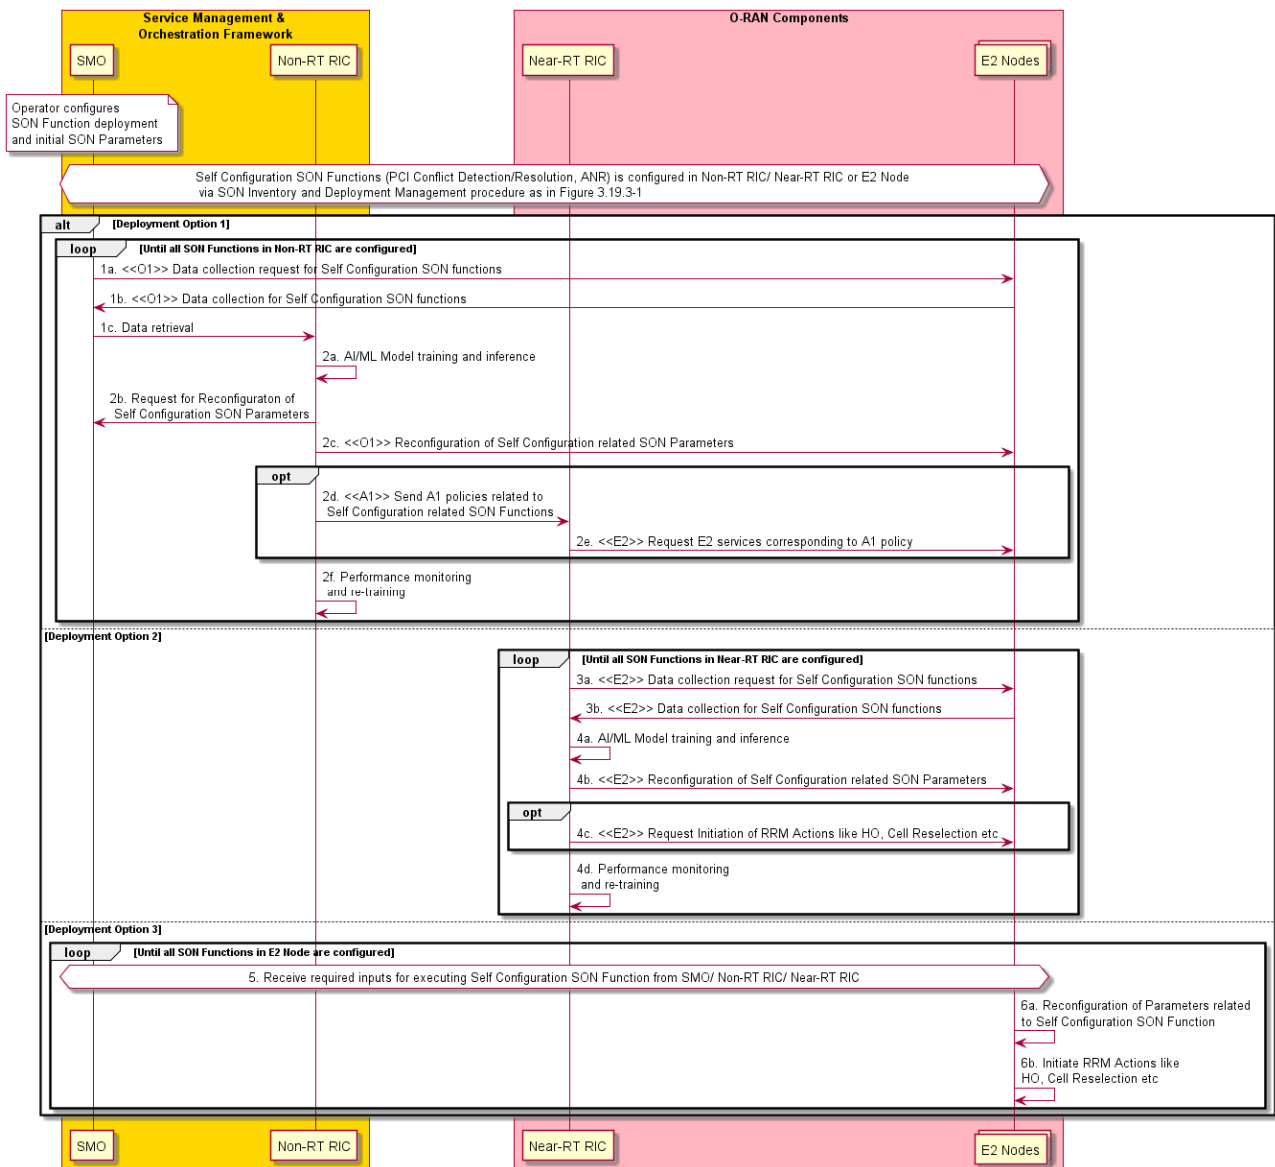 Service Management &
Orchestration Framework
O-RAN Components
SMO
Non-RT RIC
Near-RT RIC
E2 Nodes
Operator configures
SON Function deployment
and initial SON Parameters
Self Configuration SON Functions (PCI Conflict Detection/Resolution, ANR) is configured in Non-RT RIC/ Near-RT RIC or E2 Node
via SON Inventory and Deployment Management procedure as in Figure 3.19.3-1
alt [Deployment Option 1]
loop [Until all SON Functions in Non-RT RIC are configured]
1a. <<O1>> Data collection request for Self Configuration SON functions
1b. <<O1>> Data collection for Self Configuration SON functions
1c. Data retrieval
2a. AI/ML Model training and inference
2b. Request for Reconfiguraton of
Self Configuration SON Parameters
2c. <<O1>> Reconfiguration of Self Configuration related SON Parameters
opt
2d. <<A1>> Send A1 policies related to
Self Configuration related SON Functions
2e. <<E2>> Request E2 services corresponding to A1 policy
2f. Performance monitoring
and re-training
[Deployment Option 2]
loop [Until all SON Functions in Near-RT RIC are configured]
3a. <<E2>> Data collection request for Self Configuration SON functions
3b. <<E2>> Data collection for Self Configuration SON functions
4a. AI/ML Model training and inference
4b. <<E2>> Reconfiguration of Self Configuration related SON Parameters
opt
4c. <<E2>> Request Initiation of RRM Actions like HO, Cell Reselection etc
4d. Performance monitoring
and re-training
[Deployment Option 3]
loop [Until all SON Functions in E2 Node are configured]
5. Receive required inputs for executing Self Configuration SON Function from SMO/ Non-RT RIC/ Near-RT RIC
6a. Reconfiguration of Parameters related
to Self Configuration SON Function
6b. Initiate RRM Actions like
HO, Cell Reselection etc
SMO
Non-RT RIC
Near-RT RIC
E2 Nodes